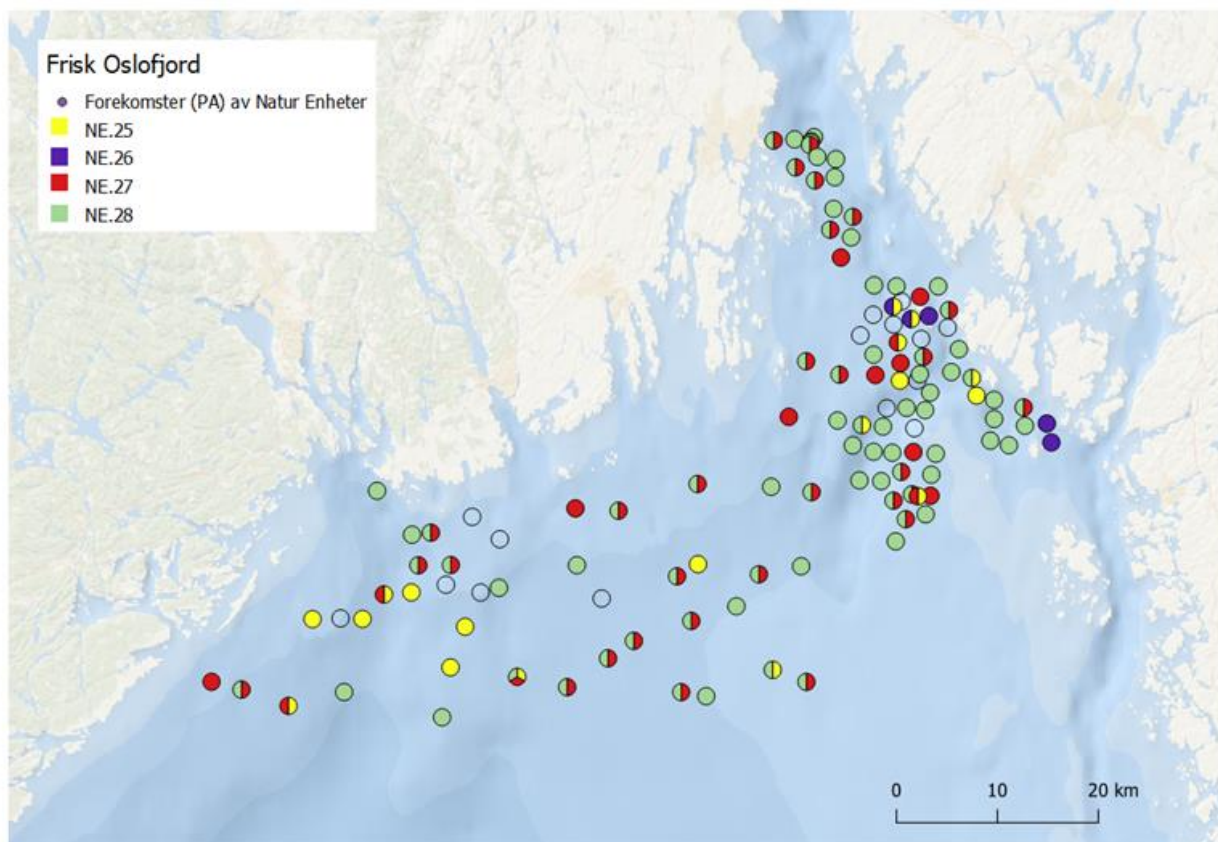 Frisk Oslofjord
Forekomster (PA) av Natur Enheter
NE.25
NE.26
NE.27
NE.28
0 10 20 km